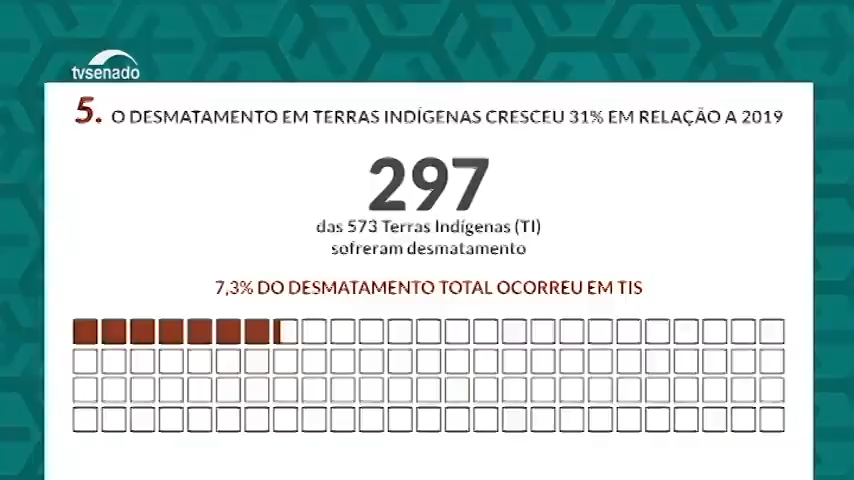 tvsenado
5. O DESMATAMENTO EM TERRAS INDÍGENAS CRESCEU 31% EM RELAÇÃO A 2019
297
das 573 Terras Indígenas (TI)
sofreram desmatamento
7,3% DO DESMATAMENTO TOTAL OCORREU EM TIS